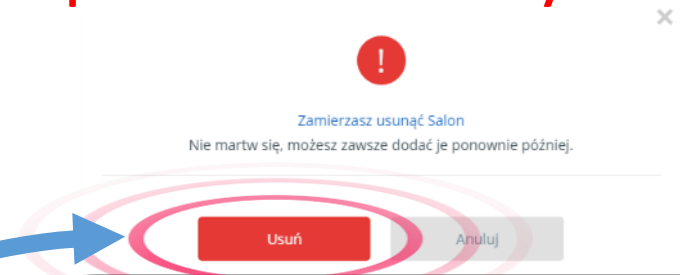 Zamierzasz usunąć Salon
Nie martw się, możesz zawsze dodać je ponownie później.
Usuń
Anuluj